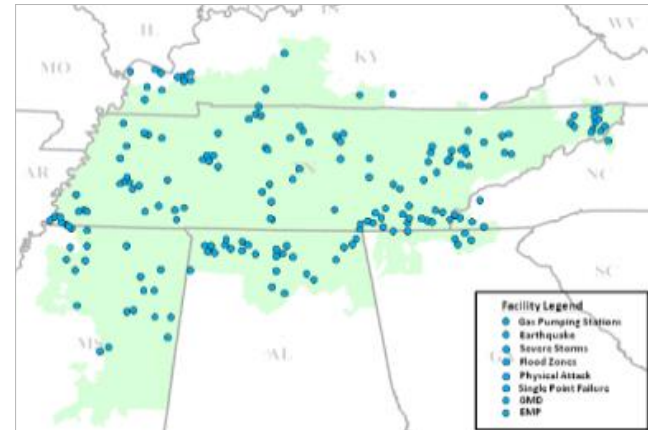 IL
WV
MO
KY
VA
AR
TN
NC
SC
MS
AL
GA
Facility Legend
Gas Pumping Stations
Earthquake
Severe Storms
Flood Zones
Physical Attack
Single Point Failure
GMD
EMP